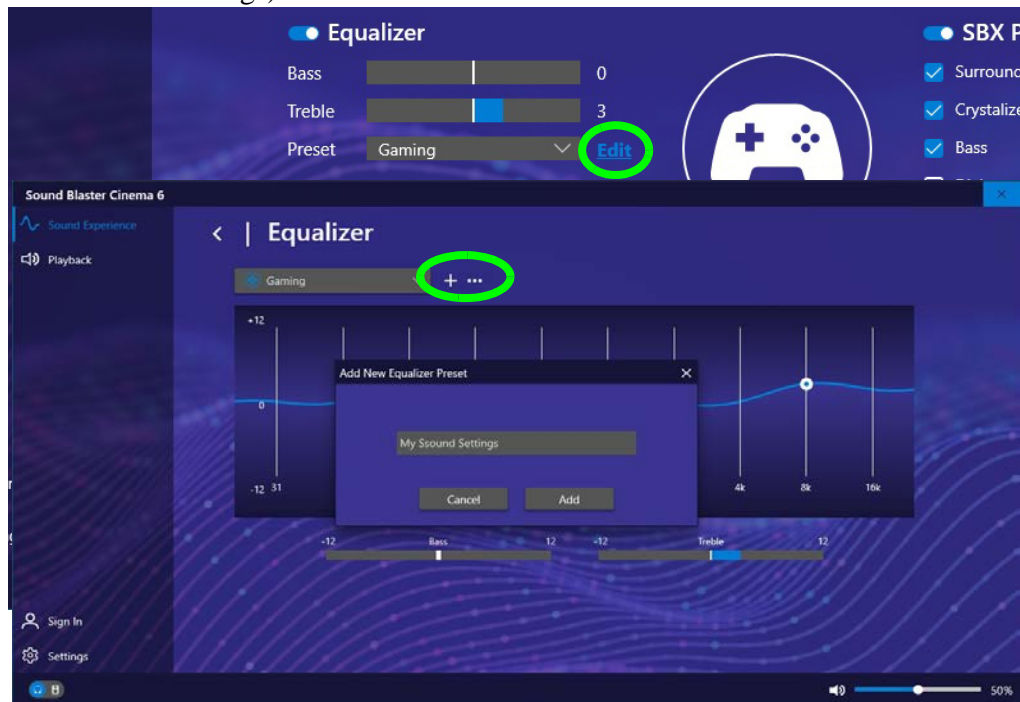 Equalizer
SBX P
Bass 0
Surround
Treble 3
Crystalize
Preset Gaming Edit
Bass
Sound Blaster Cinema 6
Sound Experience
Playback
Equalizer
Gaming
+12
0
-12 31 4k 8k 16k
Add New Equalizer Preset
My Ssound Settings
Cancel Add
-12 Bass 12 -12 Treble 12
Sign In
Settings
50%